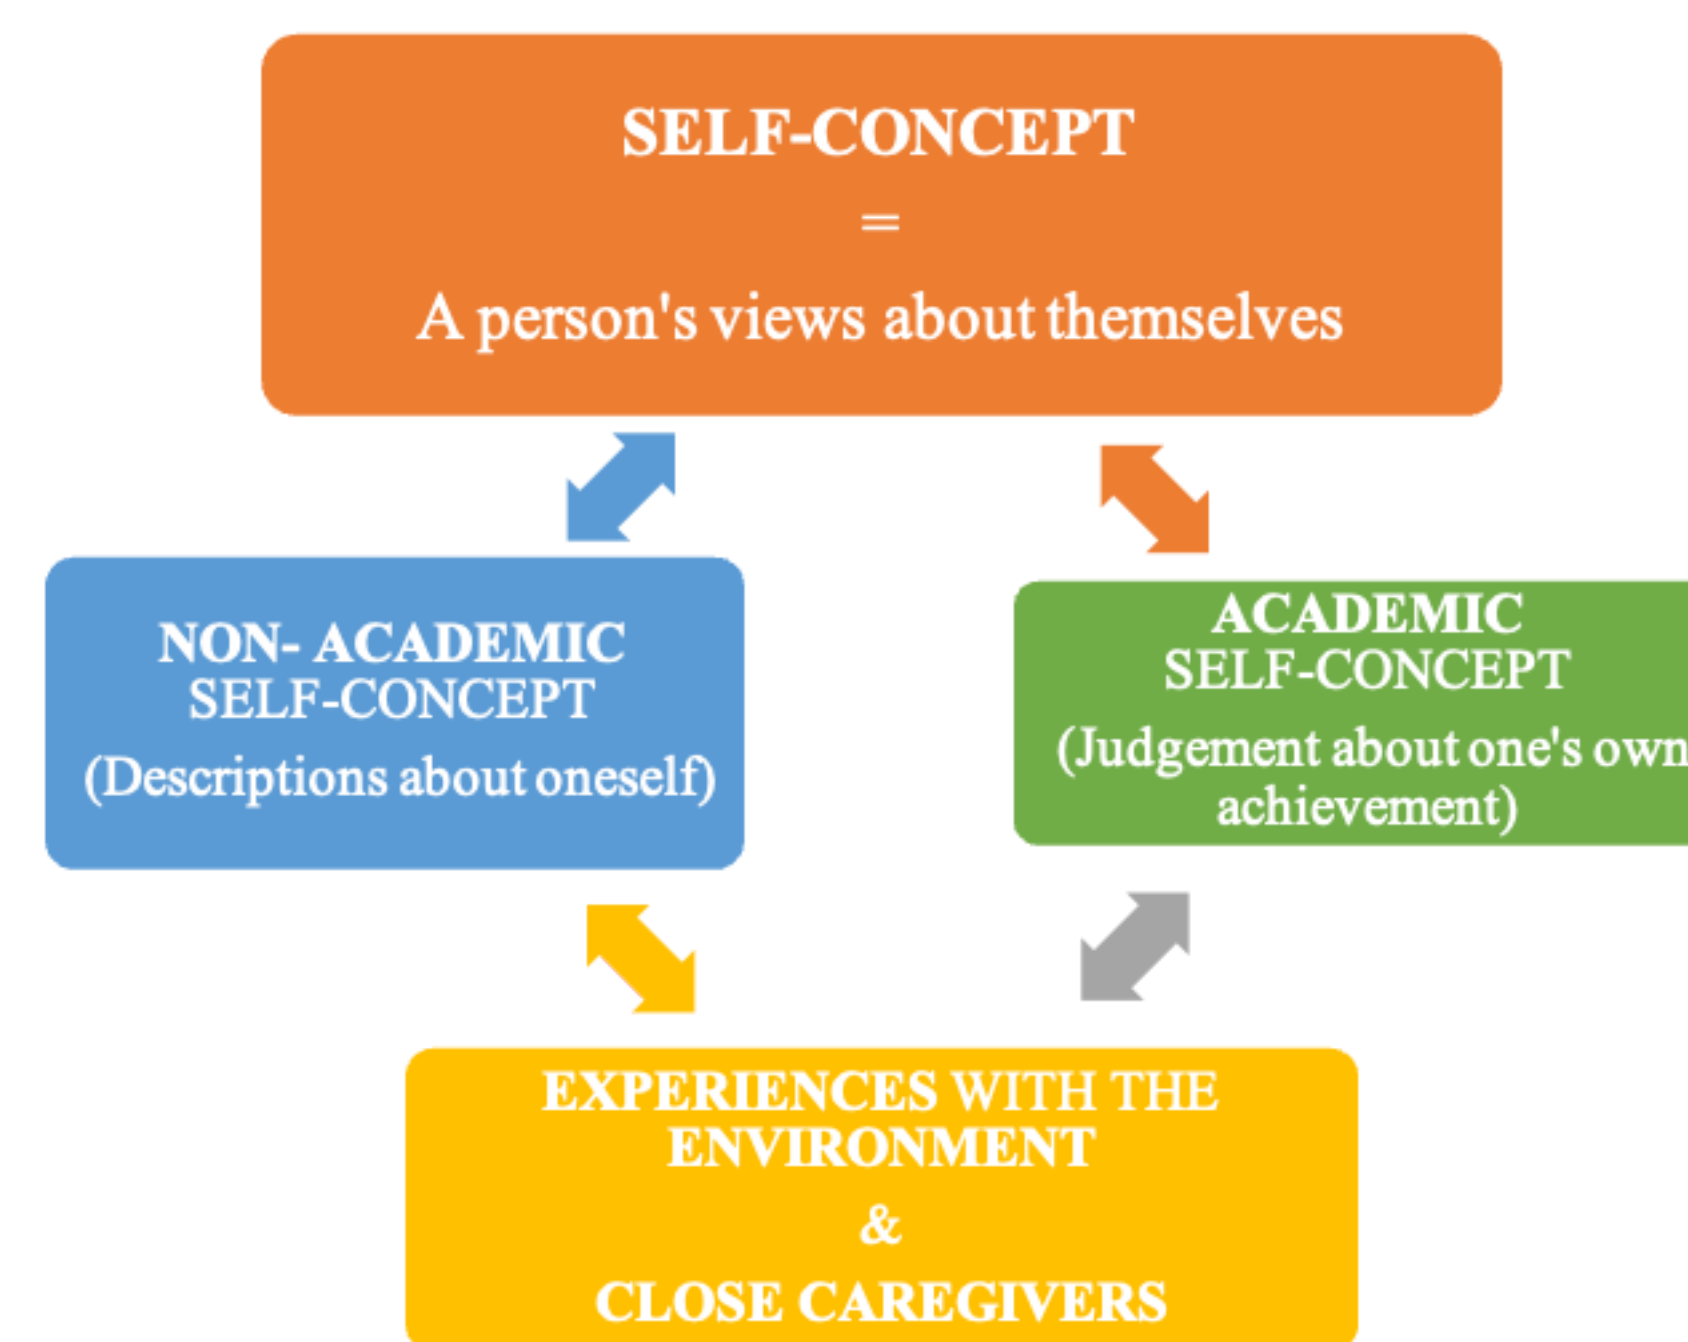 SELF-CONCEPT
=
A person's views about themselves
NON- ACADEMIC
SELF-CONCEPT
(Descriptions about oneself)
ACADEMIC
SELF-CONCEPT
(Judgement about one's own
achievement)
EXPERIENCES WITH THE
ENVIRONMENT
&
CLOSE CAREGIVERS